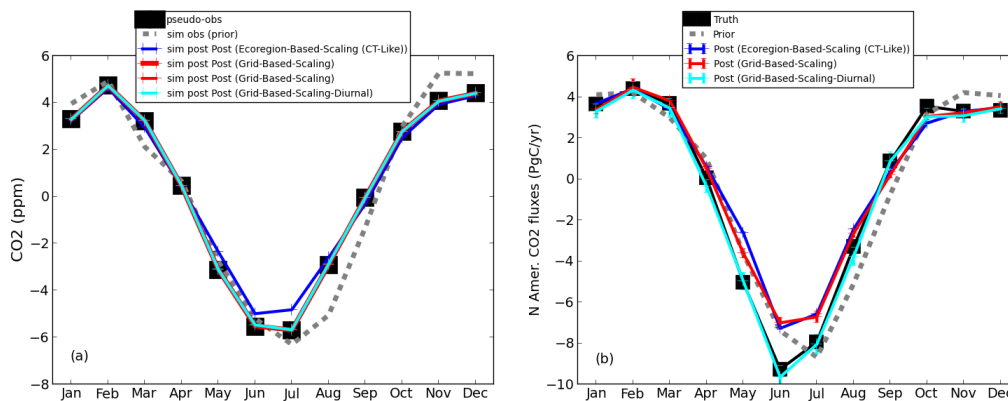 pseudo-obs
sim obs (prior)
sim post Post (Ecoregion-Based-Scaling (CT-Like))
sim post Post (Grid-Based-Scaling)
sim post Post (Grid-Based-Scaling)
sim post Post (Grid-Based-Scaling-Diurnal)
CO2 (ppm)
6
4
2
0
−2
−4
−6
−8
(a)
Jan Feb Mar Apr May Jun Jul Aug Sep Oct Nov Dec
Truth
Prior
Post (Ecoregion-Based-Scaling (CT-Like))
Post (Grid-Based-Scaling)
Post (Grid-Based-Scaling-Diurnal)
N Amer. CO2 fluxes (PgC/yr)
6
4
2
0
−2
−4
−6
−8
−10
(b)
Jan Feb Mar Apr May Jun Jul Aug Sep Oct Nov Dec